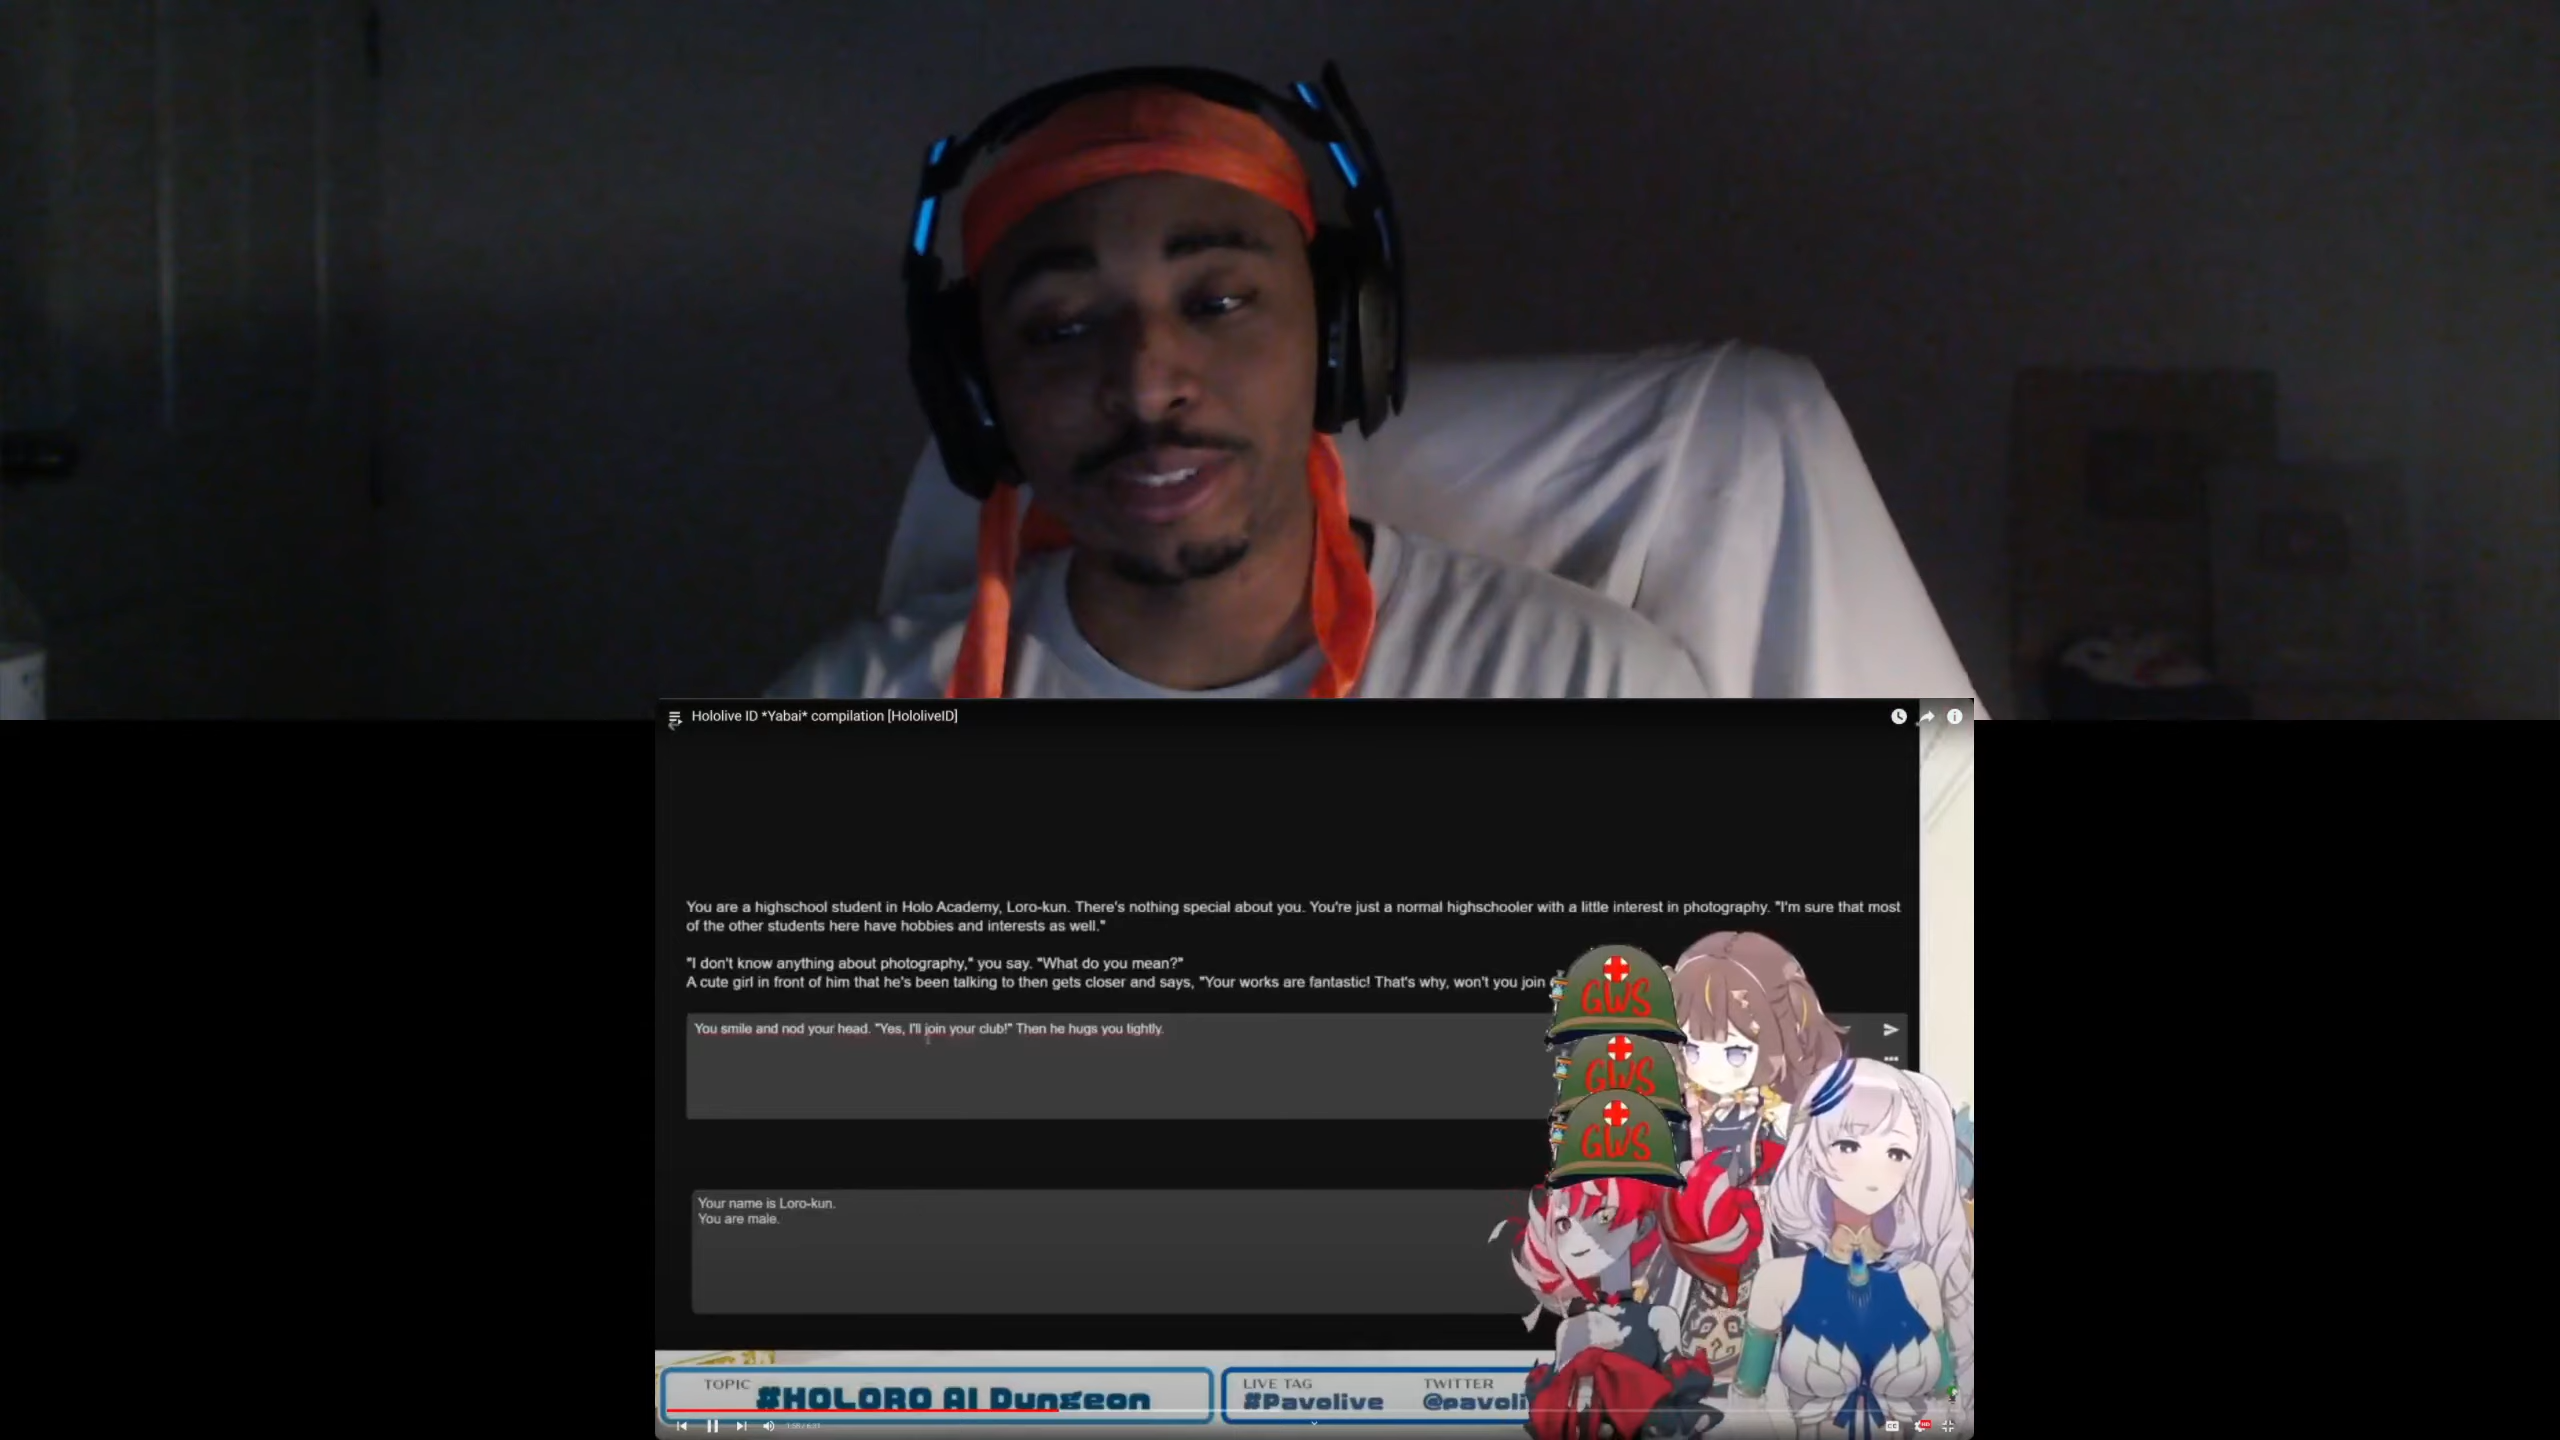 Hololive ID *Yabai* compilation [HololiveID]
You are a highschool student in Holo Academy, Loro-kun. There's nothing special about you. You're just a normal highschooler with a little interest in photography. "I'm sure that most
of the other students here have hobbies and interests as well."
"I don't know anything about photography," you say. "What do you mean?"
A cute girl in front of him that he's been talking to then gets closer and says, "Your works are fantastic! That's why, won't you join
GWS
You smile and nod your head. "Yes, I'll join your club!" Then he hugs you tightly.
GWS
GWS
Your name is Loro-kun.
You are male.
TOPIC
#HOLORO AI Dungeon
LIVE TAG
#Pavolive
TWITTER
@pavoli
CC
HD